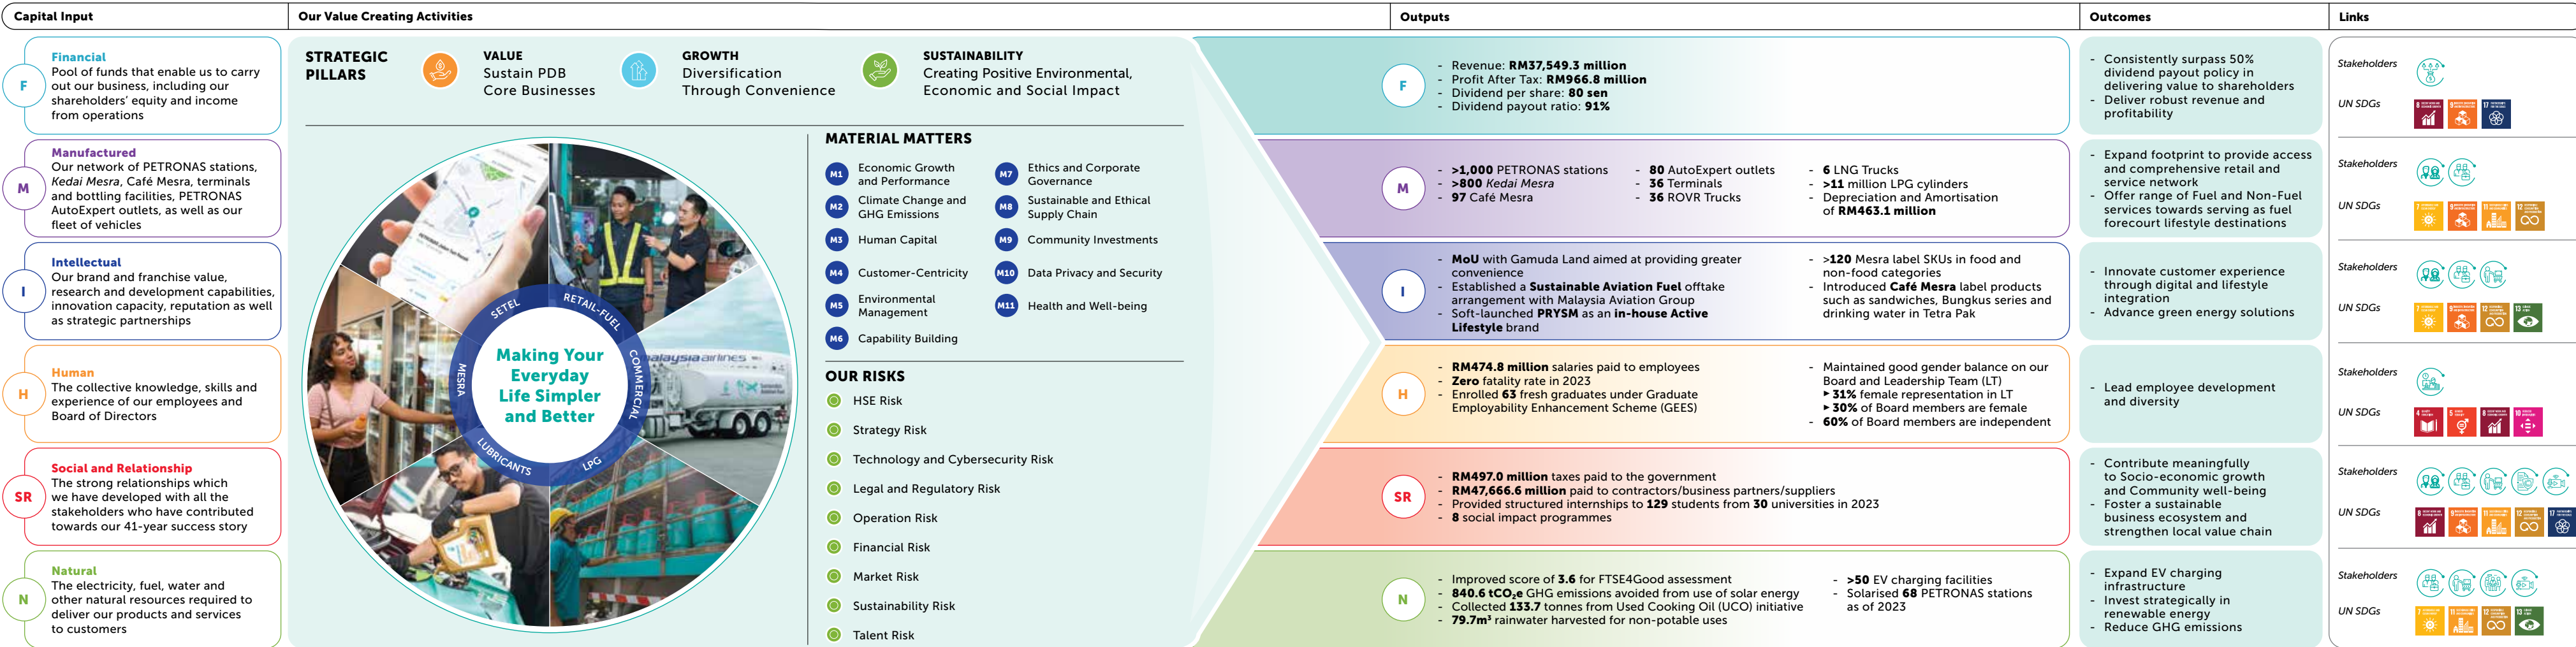 Capital Input
Our Value Creating Activities
Outputs
Outcomes
Links
F
Financial
Pool of funds that enable us to carry
out our business, including our
shareholders' equity and income
from operations
M
Manufactured
Our network of PETRONAS stations,
Kedai Mesra, Café Mesra, terminals
and bottling facilities, PETRONAS
AutoExpert outlets, as well as our
fleet of vehicles
I
Intellectual
Our brand and franchise value,
research and development capabilities,
innovation capacity, reputation as well
as strategic partnerships
H
Human
The collective knowledge, skills and
experience of our employees and
Board of Directors
SR
Social and Relationship
The strong relationships which
we have developed with all the
stakeholders who have contributed
towards our 41-year success story
N
Natural
The electricity, fuel, water and
other natural resources required to
deliver our products and services
to customers
STRATEGIC
PILLARS
VALUE
Sustain PDB
Core Businesses
GROWTH
Diversification
Through Convenience
SUSTAINABILITY
Creating Positive Environmental,
Economic and Social Impact
SETEL
RETAIL-FUEL
COMMERCIAL
LPG
LUBRICANTS
MESRA
Making Your
Everyday
Life Simpler
and Better
malaysia airlines
MATERIAL MATTERS
M1 Economic Growth
and Performance
M2 Climate Change and
GHG Emissions
M3 Human Capital
M4 Customer-Centricity
M5 Environmental
Management
M6 Capability Building
M7 Ethics and Corporate
Governance
M8 Sustainable and Ethical
Supply Chain
M9 Community Investments
M10 Data Privacy and Security
M11 Health and Well-being
OUR RISKS
HSE Risk
Strategy Risk
Technology and Cybersecurity Risk
Legal and Regulatory Risk
Operation Risk
Financial Risk
Market Risk
Sustainability Risk
Talent Risk
F
- Revenue: RM37,549.3 million
- Profit After Tax: RM966.8 million
- Dividend per share: 80 sen
- Dividend payout ratio: 91%
M
- >1,000 PETRONAS stations
- >800 Kedai Mesra
- 97 Café Mesra
- 80 AutoExpert outlets
- 36 Terminals
- 36 ROVR Trucks
- 6 LNG Trucks
- >11 million LPG cylinders
- Depreciation and Amortisation
of RM463.1 million
I
- MoU with Gamuda Land aimed at providing greater
convenience
- Established a Sustainable Aviation Fuel offtake
arrangement with Malaysia Aviation Group
- Soft-launched PRYSM as an in-house Active
Lifestyle brand
- >120 Mesra label SKUs in food and
non-food categories
- Introduced Café Mesra label products
such as sandwiches, Bungkus series and
drinking water in Tetra Pak
H
- RM474.8 million salaries paid to employees
- Zero fatality rate in 2023
- Enrolled 63 fresh graduates under Graduate
Employability Enhancement Scheme (GEES)
- Maintained good gender balance on our
Board and Leadership Team (LT)
▸ 31% female representation in LT
▸ 30% of Board members are female
- 60% of Board members are independent
SR
- RM497.0 million taxes paid to the government
- RM47,666.6 million paid to contractors/business partners/suppliers
- Provided structured internships to 129 students from 30 universities in 2023
- 8 social impact programmes
N
- Improved score of 3.6 for FTSE4Good assessment
- 840.6 tCO₂e GHG emissions avoided from use of solar energy
- Collected 133.7 tonnes from Used Cooking Oil (UCO) initiative
- 79.7m³ rainwater harvested for non-potable uses
- >50 EV charging facilities
- Solarised 68 PETRONAS stations
as of 2023
- Consistently surpass 50%
dividend payout policy in
delivering value to shareholders
- Deliver robust revenue and
profitability
- Expand footprint to provide access
and comprehensive retail and
service network
- Offer range of Fuel and Non-Fuel
services towards serving as fuel
forecourt lifestyle destinations
- Innovate customer experience
through digital and lifestyle
integration
- Advance green energy solutions
- Lead employee development
and diversity
- Contribute meaningfully
to Socio-economic growth
and Community well-being
- Foster a sustainable
business ecosystem and
strengthen local value chain
- Expand EV charging
infrastructure
- Invest strategically in
renewable energy
- Reduce GHG emissions
Stakeholders
UN SDGs
8 9 17
Stakeholders
UN SDGs
7 9 11 12
Stakeholders
UN SDGs
7 9 12 13
Stakeholders
UN SDGs
4 5 8 10
Stakeholders
UN SDGs
8 9 11 12 17
Stakeholders
UN SDGs
7 11 12 13